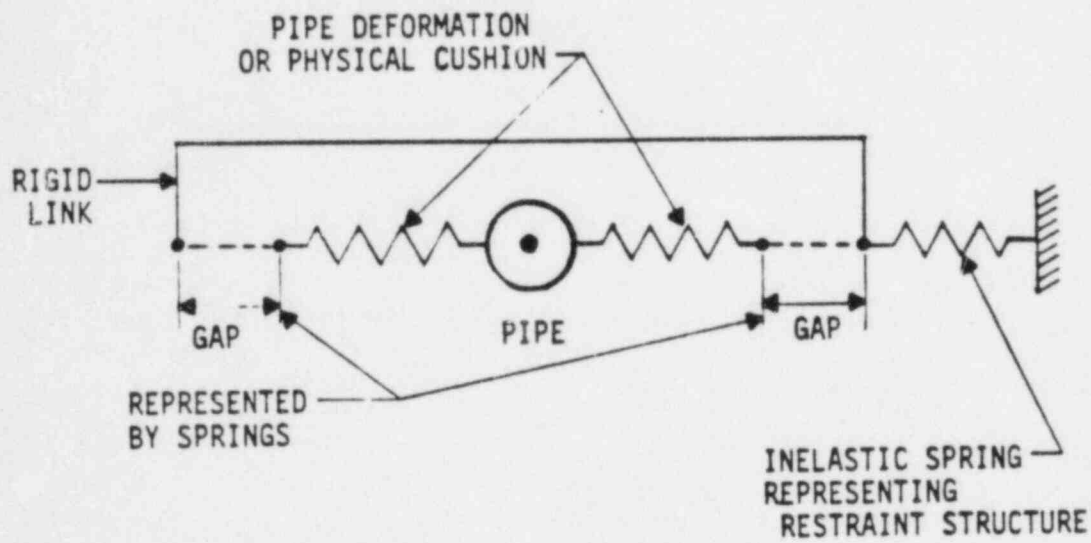 PIPE DEFORMATION
OR PHYSICAL CUSHION
RIGID
LINK
GAP
PIPE
GAP
REPRESENTED
BY SPRINGS
INELASTIC SPRING
REPRESENTING
RESTRAINT STRUCTURE